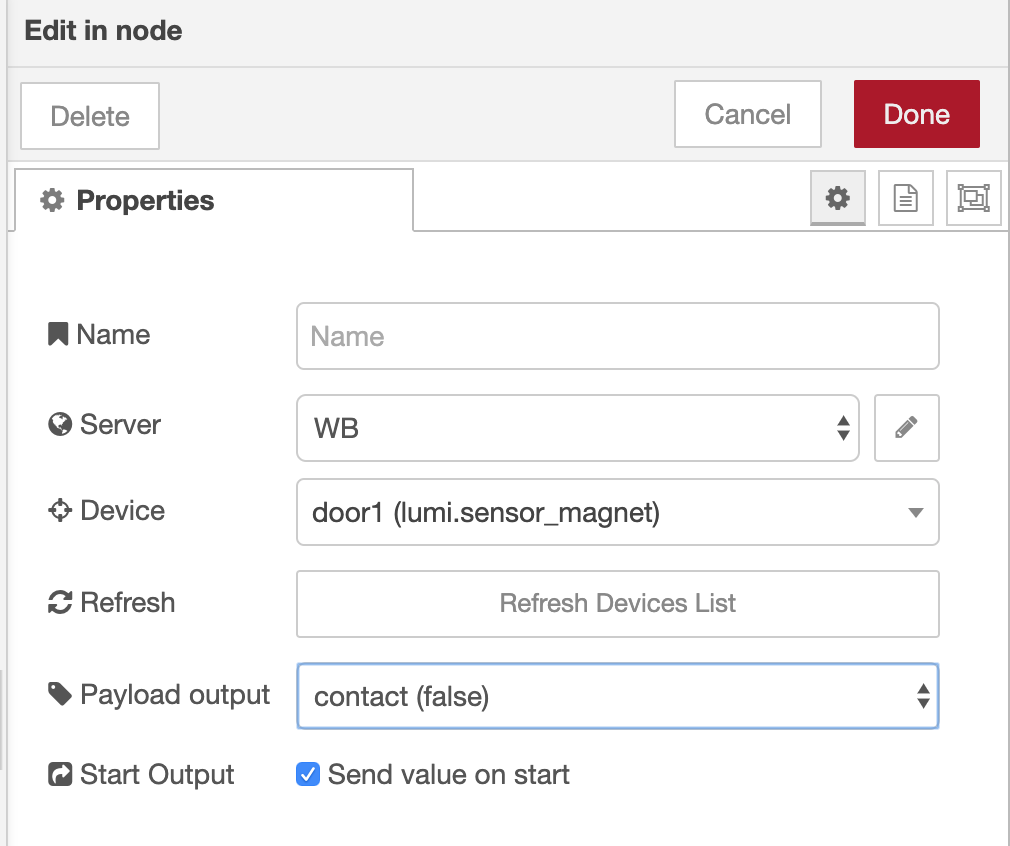 Edit in node
Delete
Cancel
Done
Properties
Name
Name
Server
WB
Device
door1 (lumi.sensor_magnet)
Refresh
Refresh Devices List
Payload output
contact (false)
Start Output
Send value on start